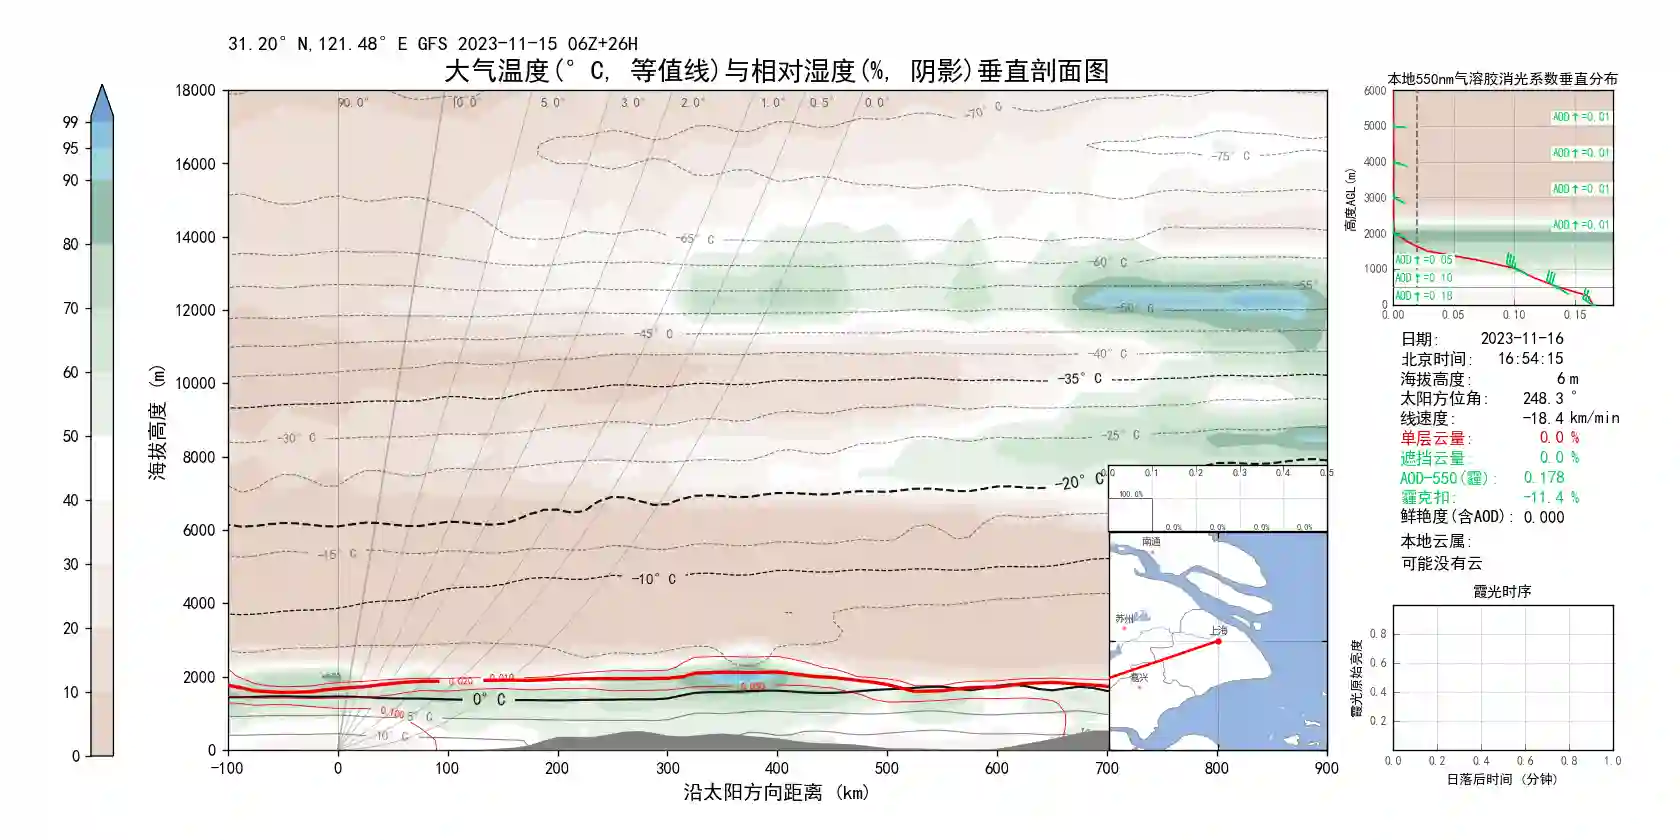 31.20° N,121.48° E GFS 2023-11-15 06Z+26H
大气温度(° C, 等值线)与相对湿度(%, 阴影)垂直剖面图
99
95
90
80
70
60
50
40
30
20
10
0
海拔高度 (m)
18000
16000
14000
12000
10000
8000
6000
4000
2000
0
90.0° 10.0° 5.0° 3.0° 2.0° 1.0° 0.5° 0.0°
-70° C
-75° C
-65° C
-60° C
-55°
-50° C
-45° C
-40° C
-35° C
-30° C
-25° C
-20° C
-15° C
-10° C
0.020 0.010
0.050
0° C
0.100 5° C
10° C
0.0 0.1 0.2 0.3 0.4 0.5
100.0%
0.0% 0.0% 0.0% 0.0%
南通
苏州
上海
嘉兴
-100 0 100 200 300 400 500 600 700 800 900
沿太阳方向距离 (km)
本地550nm气溶胶消光系数垂直分布
高度AGL(m)
6000
5000
4000
3000
2000
1000
0
AOD↑=0.01
AOD↑=0.01
AOD↑=0.01
AOD↑=0.01
AOD↑=0.05
AOD↑=0.10
AOD↑=0.18
0.00 0.05 0.10 0.15
日期: 2023-11-16
北京时间: 16:54:15
海拔高度: 6 m
太阳方位角: 248.3 °
线速度: -18.4 km/min
单层云量: 0.0 %
遮挡云量: 0.0 %
AOD-550(霾): 0.178
霾克扣: -11.4 %
鲜艳度(含AOD): 0.000
本地云属:
可能没有云
霞光时序
霞光原始亮度
0.8
0.6
0.4
0.2
0.0 0.2 0.4 0.6 0.8 1.0
日落后时间 (分钟)